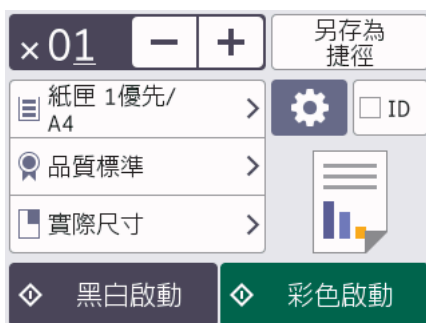 ×01 − +
另存為
捷徑
紙匣 1優先/
A4
ID
品質標準
實際尺寸
黑白啟動
彩色啟動